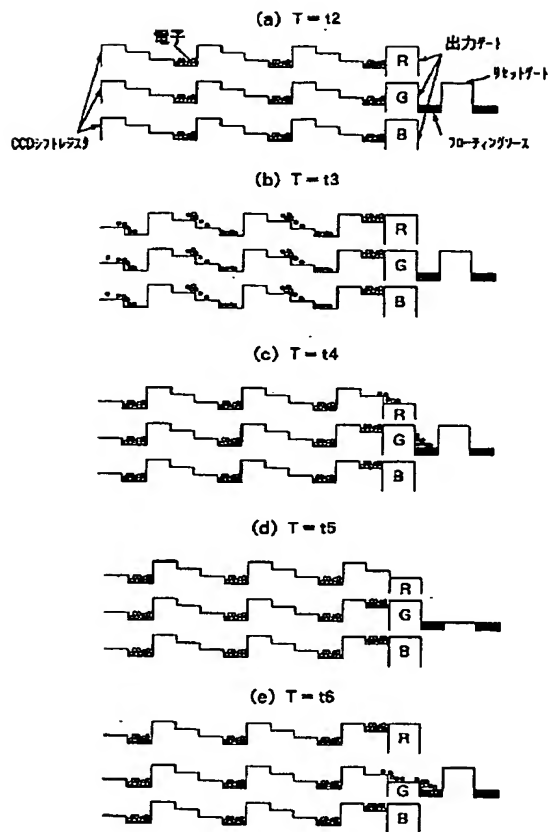 (a) T=t2
電子
出力ゲート
リセットゲート
R
G
B
CCDシフトレジスタ
フローティングソース
(b) T=t3
R
G
B
(c) T=t4
R
G
B
(d) T=t5
R
G
B
(e) T=t6
R
G
B